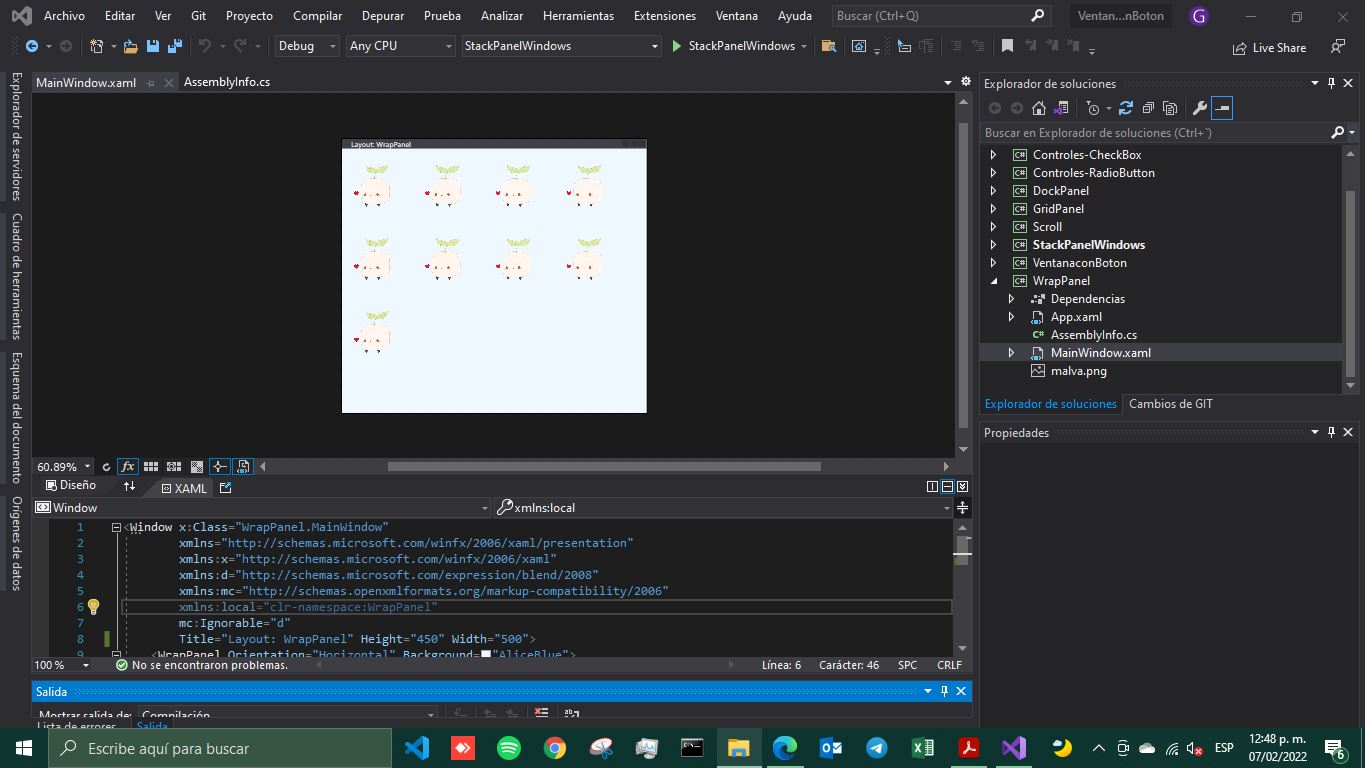 Archivo Editar Ver Git Proyecto Compilar Depurar Prueba Analizar Herramientas Extensiones Ventana Ayuda Buscar (Ctrl+Q) Ventan...nBoton G
Debug Any CPU StackPanelWindows StackPanelWindows Live Share
Explorador de servidores
Cuadro de herramientas
Esquema del documento
Orígenes de datos
MainWindow.xaml AssemblyInfo.cs
Layout: WrapPanel
60.89% fx
Diseño XAML
Window xmlns:local
1 <Window x:Class="WrapPanel.MainWindow"
2 xmlns="http://schemas.microsoft.com/winfx/2006/xaml/presentation"
3 xmlns:x="http://schemas.microsoft.com/winfx/2006/xaml"
4 xmlns:d="http://schemas.microsoft.com/expression/blend/2008"
5 xmlns:mc="http://schemas.openxmlformats.org/markup-compatibility/2006"
6 xmlns:local="clr-namespace:WrapPanel"
7 mc:Ignorable="d"
8 Title="Layout: WrapPanel" Height="450" Width="500">
9 <WrapPanel Orientation="Horizontal" Background="AliceBlue">
100 % No se encontraron problemas. Línea: 6 Carácter: 46 SPC CRLF
Salida
Mostrar salida de: Compilación
Lista de errores Salida
Explorador de soluciones
Buscar en Explorador de soluciones (Ctrl+`)
C# Controles-CheckBox
C# Controles-RadioButton
C# DockPanel
C# GridPanel
C# Scroll
C# StackPanelWindows
C# VentanaconBoton
C# WrapPanel
Dependencias
App.xaml
C# AssemblyInfo.cs
MainWindow.xaml
malva.png
Explorador de soluciones Cambios de GIT
Propiedades
Escribe aquí para buscar
ESP
12:48 p. m.
07/02/2022
6